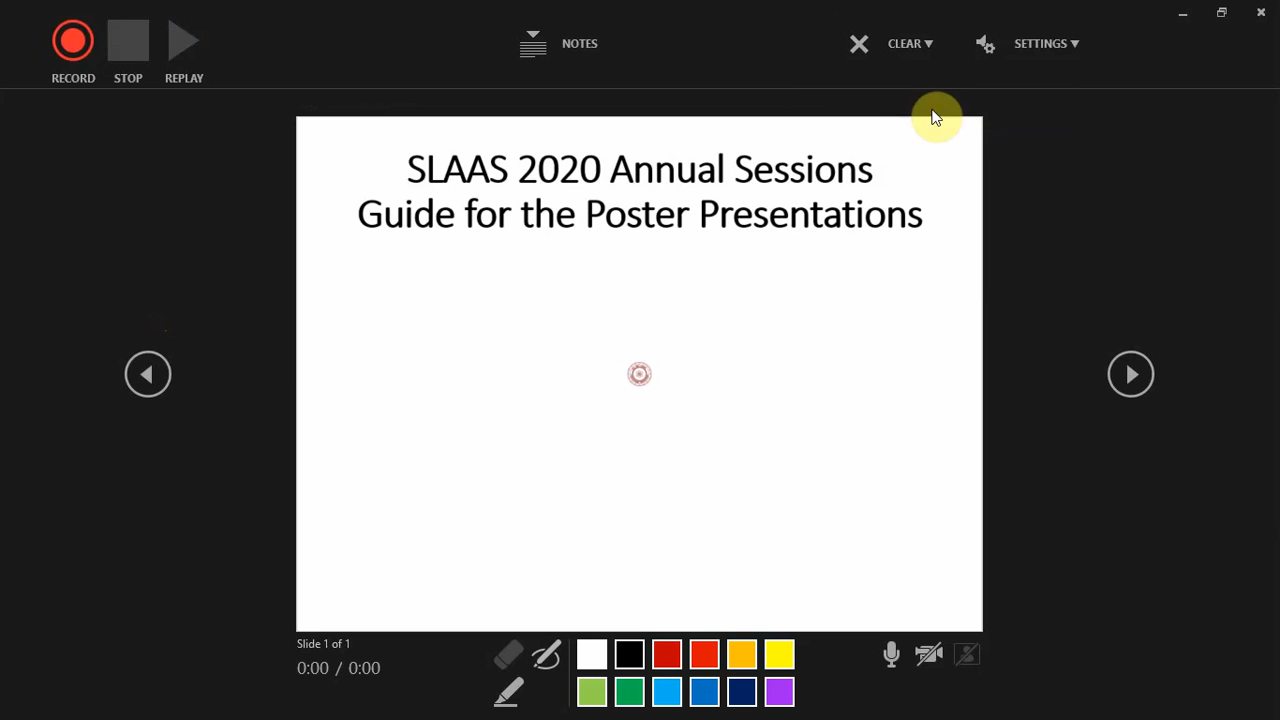 RECORD
STOP
REPLAY
NOTES
CLEAR
SETTINGS
SLAAS 2020 Annual Sessions
Guide for the Poster Presentations
Slide 1 of 1
0:00 / 0:00